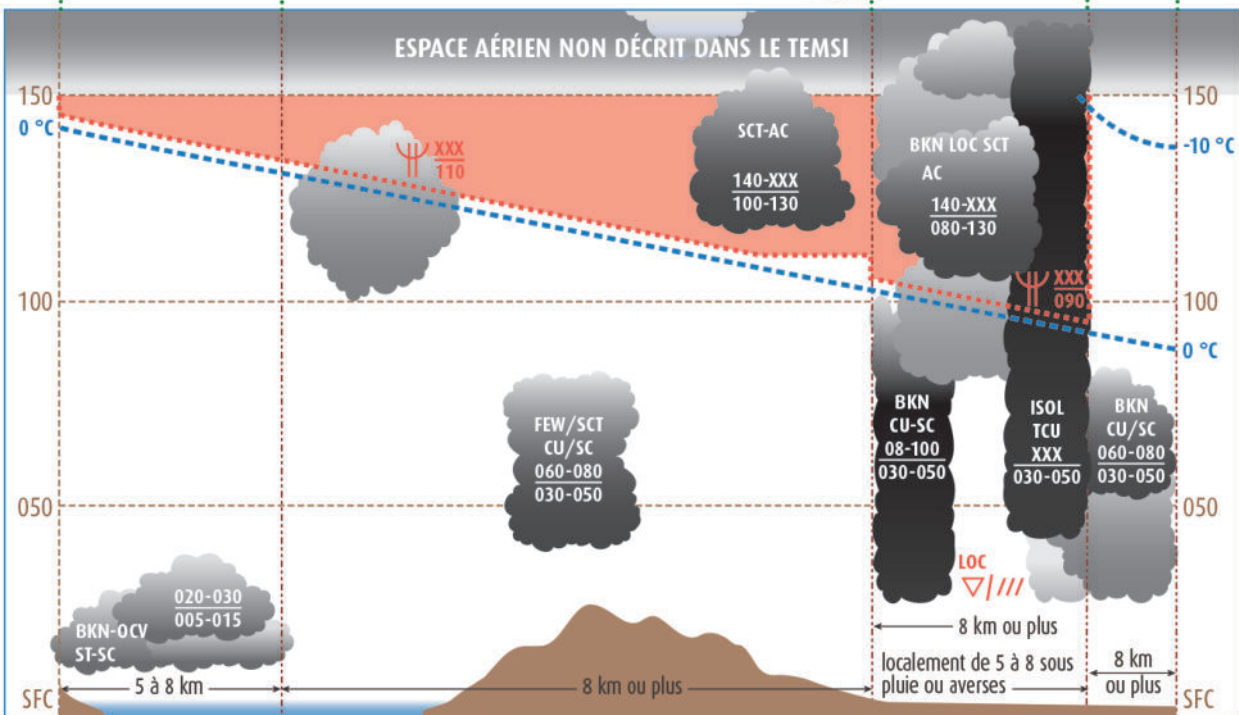 ESPACE AÉRIEN NON DÉCRIT DANS LE TEMSI
150
150
0 °C
-10 °C
XXX
110
SCT-AC
140-XXX
100-130
BKN LOC SCT
AC
140-XXX
080-130
100
XXX
090
100
0 °C
FEW/SCT
CU/SC
060-080
030-050
BKN
CU-SC
08-100
030-050
ISOL
TCU
XXX
030-050
BKN
CU/SC
060-080
030-050
050
050
LOC
020-030
005-015
BKN-OCV
ST-SC
8 km ou plus
localement de 5 à 8 sous
pluie ou averses
8 km
ou plus
SFC
5 à 8 km
8 km ou plus
SFC